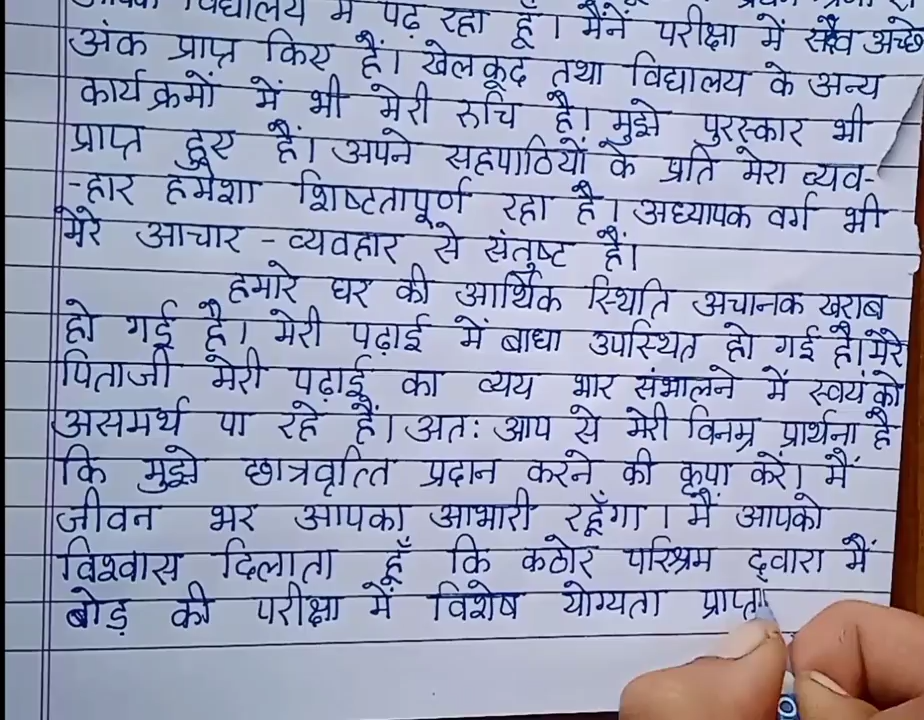 विद्यालय में पढ़ रहा हूँ। मैंनें परीक्षा में सदैव अच्छे
अंक प्राप्त किए हैं। खेलकूद तथा विद्यालय के अन्य
कार्यक्रमों में भी मेरी रुचि है। मुझे पुरस्कार भी
प्राप्त हुए हैं। अपने सहपाठियों के प्रति मेरा व्यव-
-हार हमेशा शिष्टतापूर्ण रहा है। अध्यापक वर्ग भी
मेरे आचार - व्यवहार से संतुष्ट हैं।
हमारे घर की आर्थिक स्थिति अचानक खराब
हो गई है। मेरी पढ़ाई में बाधा उपस्थित हो गई है। मेरे
पिताजी मेरी पढ़ाई का व्यय भार संभालने में स्वयं को
असमर्थ पा रहे हैं। अतः आप से मेरी विनम्र प्रार्थना है
कि मुझे छात्रवृत्ति प्रदान करने की कृपा करें। मैं
जीवन भर आपका आभारी रहूँगा । मैं आपको
विश्वास दिलाता हूँ कि कठोर परिश्रम द्वारा मैं
बोड़ की परीक्षा में विशेष योग्यता प्राप्त